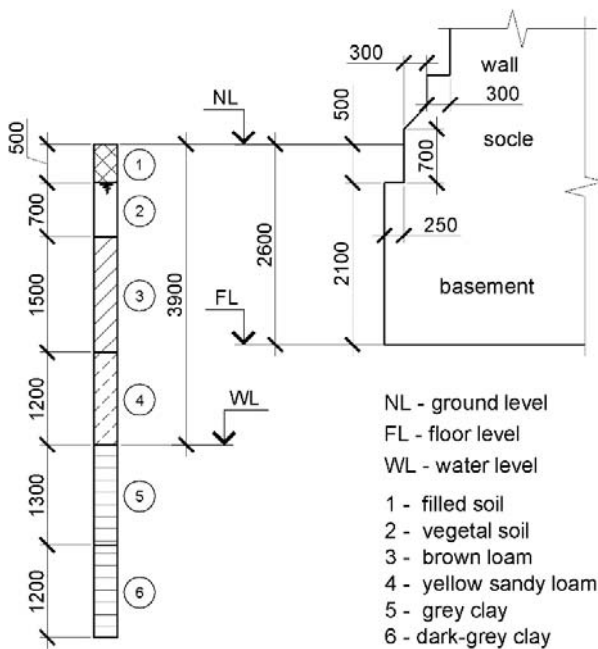 300
wall
NL
500
300
socle
500
1
700
700
2
250
2600
2100
3900
1500
3
FL
basement
1200
4
WL
NL - ground level
FL - floor level
WL - water level
1300
5
1 - filled soil
2 - vegetal soil
3 - brown loam
4 - yellow sandy loam
5 - grey clay
6 - dark-grey clay
1200
6